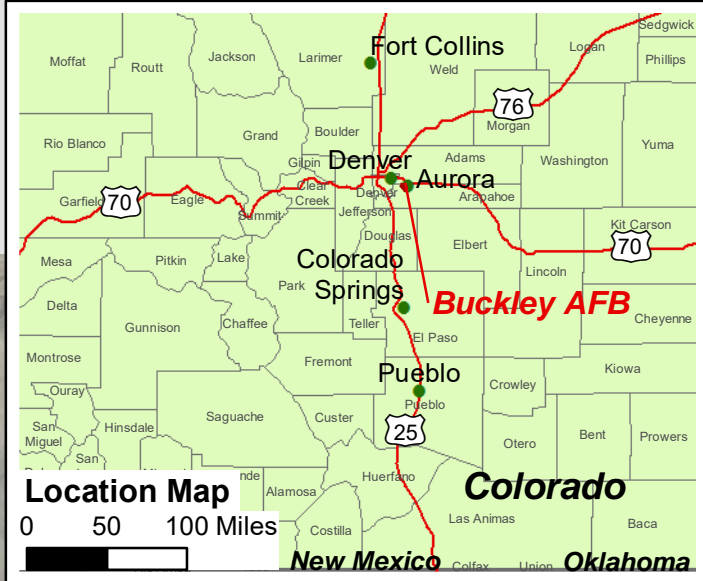 Sedgwick
Fort Collins
Moffat
Routt
Jackson
Larimer
Weld
Logan
Phillips
76
Morgan
Grand
Boulder
Rio Blanco
Yuma
Gilpin
Denver
Adams
Washington
Aurora
Clear
Creek
Denver
Arapahoe
Garfield
70
Eagle
Summit
Jefferson
Douglas
Elbert
Kit Carson
70
Mesa
Pitkin
Lake
Park
Colorado
Springs
Lincoln
Buckley AFB
Delta
Gunnison
Chaffee
Teller
El Paso
Cheyenne
Montrose
Fremont
Pueblo
Crowley
Kiowa
Ouray
Pueblo
Saguache
Custer
25
Otero
Bent
Prowers
San
Miguel
Hinsdale
San
Huerfano
Location Map
Alamosa
Colorado
0 50 100 Miles
Costilla
Las Animas
Baca
New Mexico
Colfax
Union
Oklahoma